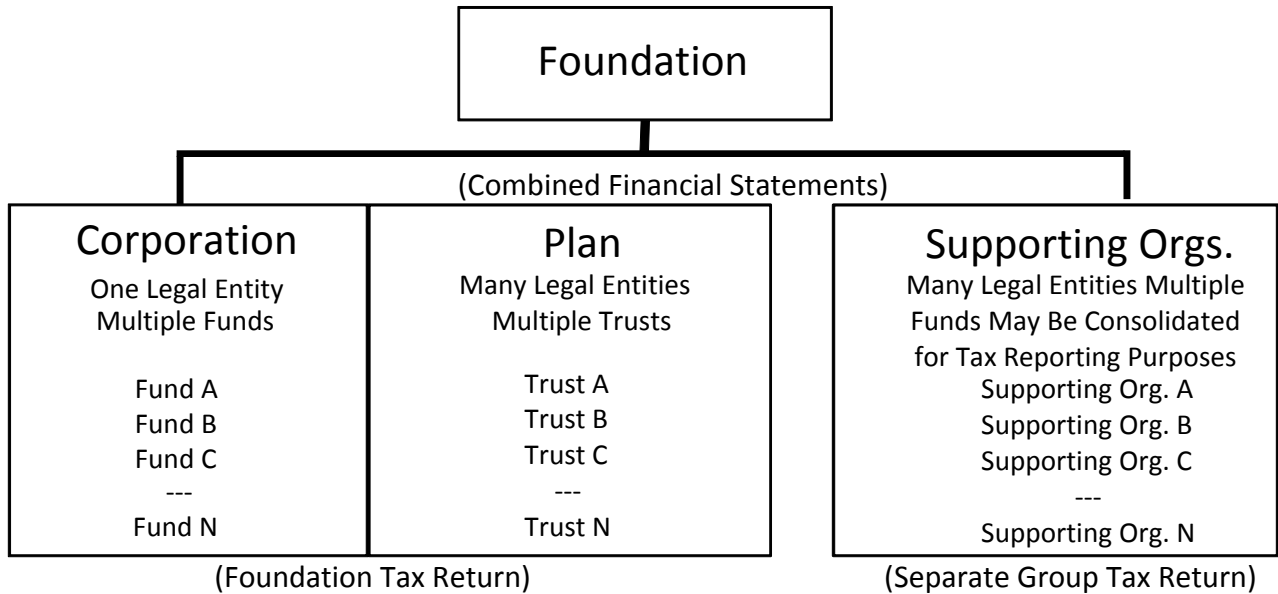 Foundation
(Combined Financial Statements)
Corporation
One Legal Entity
Multiple Funds
Fund A
Fund B
Fund C
---
Fund N
Plan
Many Legal Entities
Multiple Trusts
Trust A
Trust B
Trust C
---
Trust N
(Foundation Tax Return)
Supporting Orgs.
Many Legal Entities Multiple
Funds May Be Consolidated
for Tax Reporting Purposes
Supporting Org. A
Supporting Org. B
Supporting Org. C
---
Supporting Org. N
(Separate Group Tax Return)